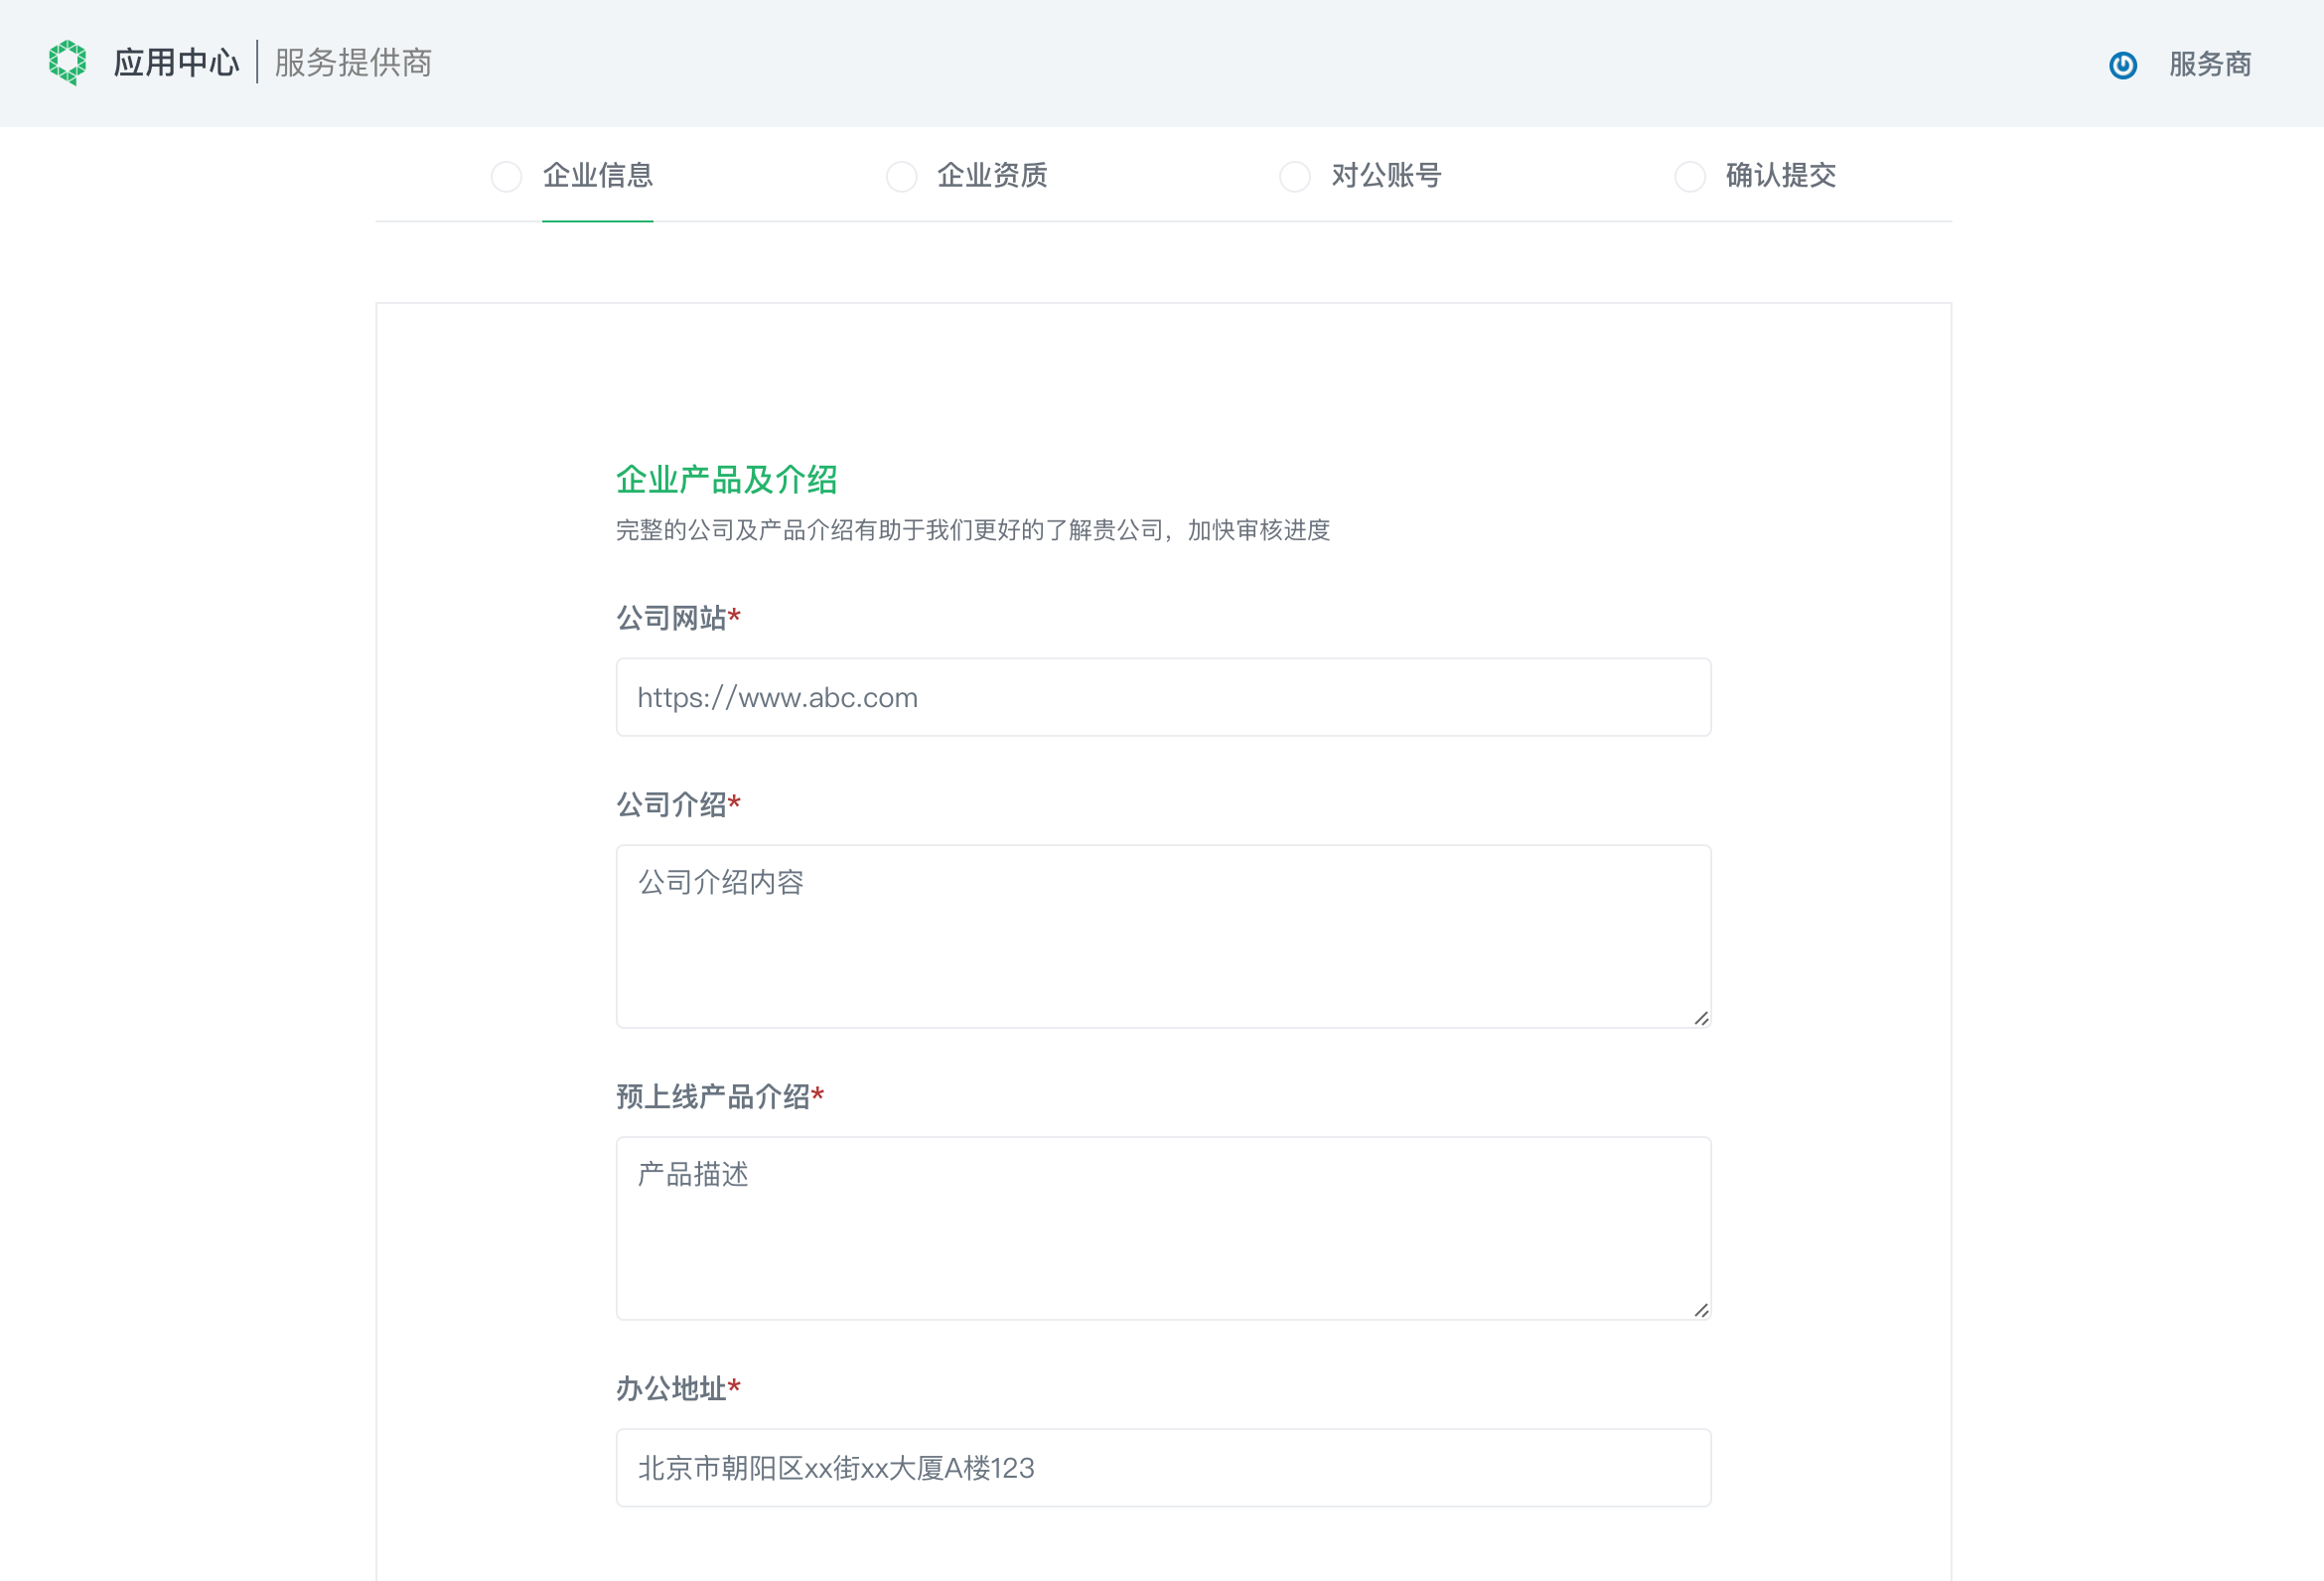 应用中心 服务提供商
服务商
企业信息
企业资质
对公账号
确认提交
企业产品及介绍
完整的公司及产品介绍有助于我们更好的了解贵公司，加快审核进度
公司网站*
https://www.abc.com
公司介绍*
公司介绍内容
预上线产品介绍*
产品描述
办公地址*
北京市朝阳区xx街xx大厦A楼123